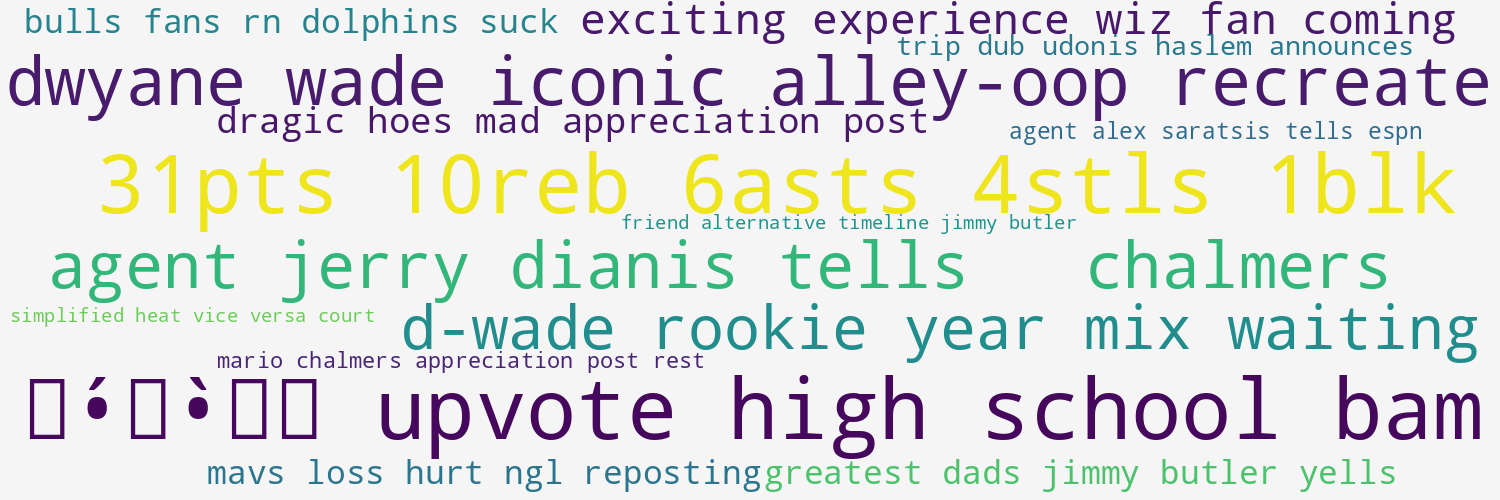 bulls fans rn dolphins suck
exciting experience wiz fan coming
trip dub udonis haslem announces
dwyane wade iconic alley-oop recreate
dragic hoes mad appreciation post
agent alex saratsis tells espn
31pts 10reb 6asts 4stls 1blk
friend alternative timeline jimmy butler
agent jerry dianis tells
chalmers
simplified heat vice versa court
d-wade rookie year mix waiting
mario chalmers appreciation post rest
▯•́▯•̀▯▯ upvote high school bam
mavs loss hurt ngl reposting
greatest dads jimmy butler yells